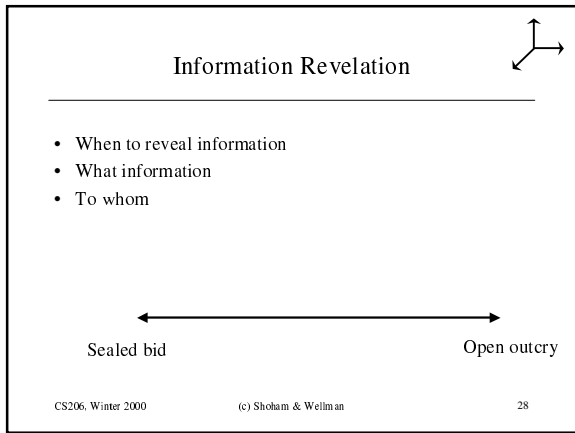 Information Revelation
• When to reveal information
• What information
• To whom
Sealed bid
Open outcry
CS206, Winter 2000
(c) Shoham & Wellman
28